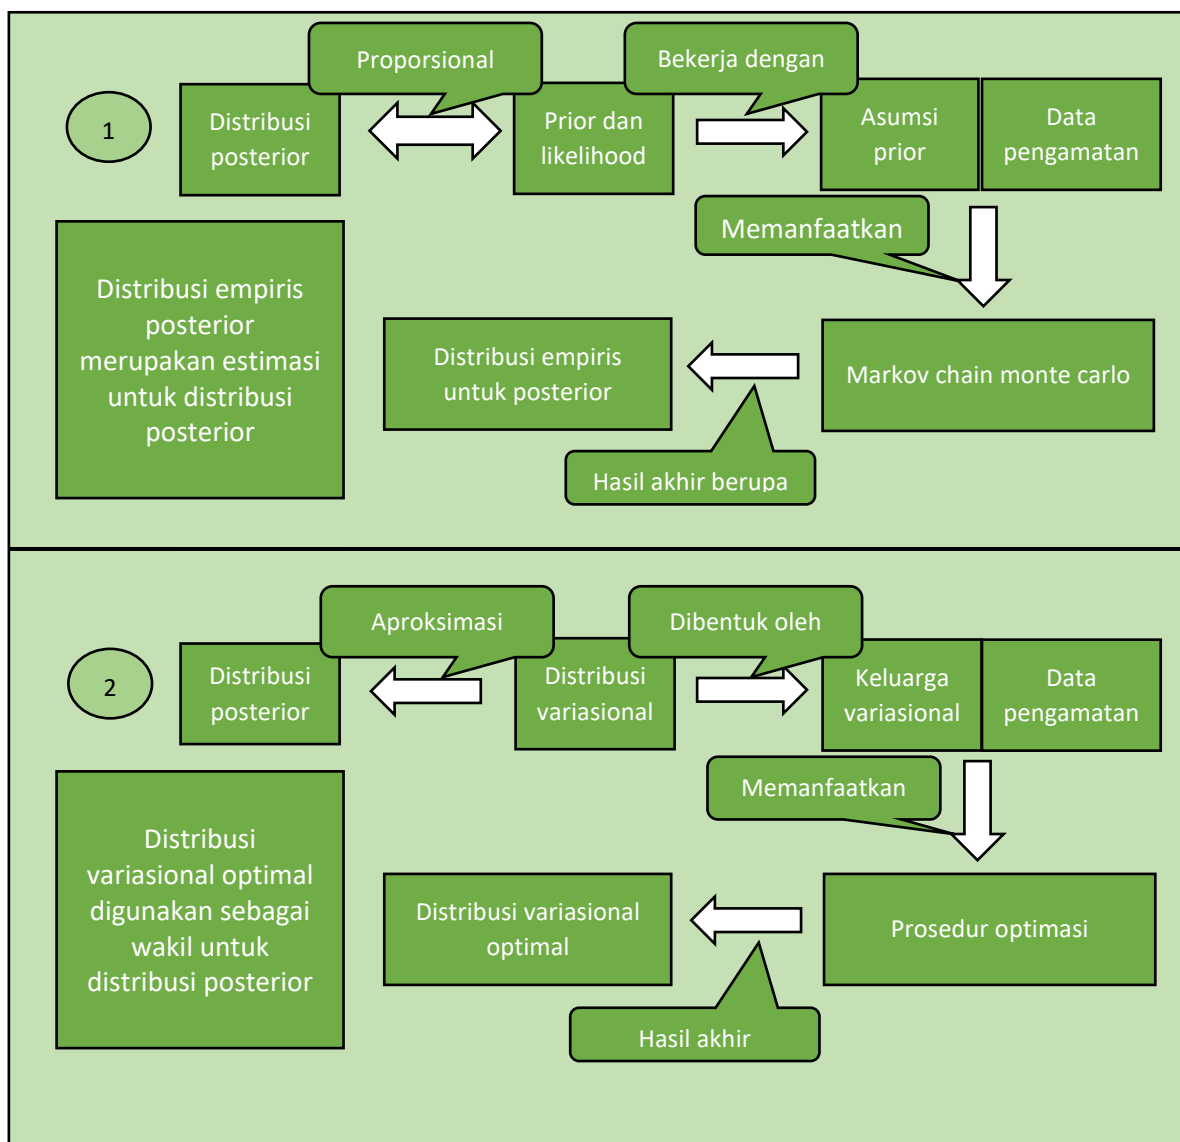 Proporsional
Bekerja dengan
1
Distribusi
posterior
Prior dan
likelihood
Asumsi
prior
Data
pengamatan
Memanfaatkan
Distribusi empiris
posterior
merupakan estimasi
untuk distribusi
posterior
Distribusi empiris
untuk posterior
Markov chain monte carlo
Hasil akhir berupa
Aproksimasi
Dibentuk oleh
2
Distribusi
posterior
Distribusi
variasional
Keluarga
variasional
Data
pengamatan
Memanfaatkan
Distribusi
variasional optimal
digunakan sebagai
wakil untuk
distribusi posterior
Distribusi variasional
optimal
Prosedur optimasi
Hasil akhir